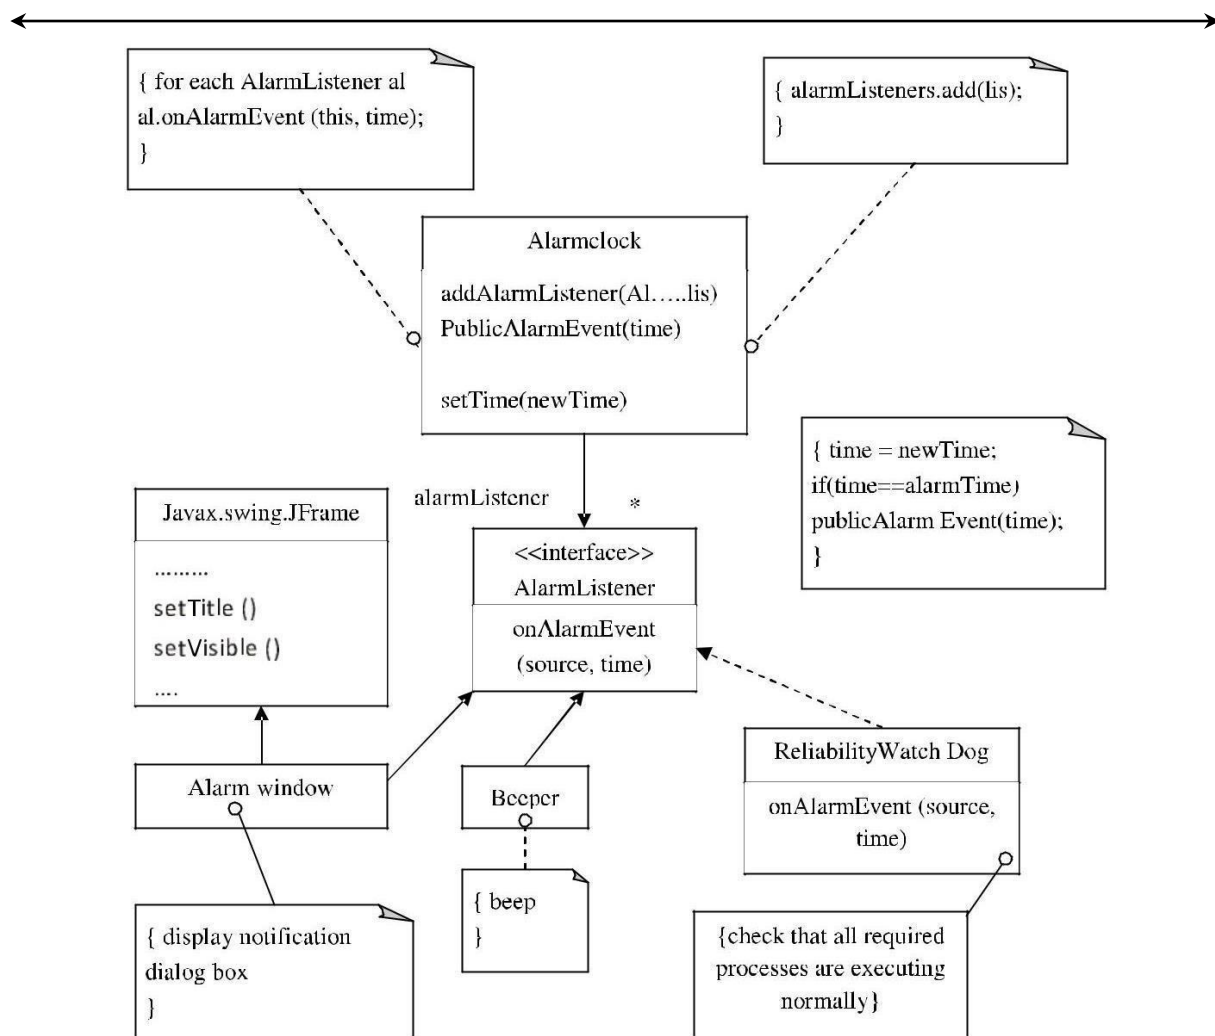 { for each AlarmListener al
al.onAlarmEvent (this, time);
}
{ alarmListeners.add(lis);
}
Alarmclock
addAlarmListener(Al…..lis)
PublicAlarmEvent(time)
setTime(newTime)
{ time = newTime;
if(time==alarmTime)
publicAlarm Event(time);
}
alarmListener
*
Javax.swing.JFrame
………
setTitle ()
setVisible ()
….
<<interface>>
AlarmListener
onAlarmEvent
(source, time)
ReliabilityWatch Dog
onAlarmEvent (source,
time)
Alarm window
Beeper
{ beep
}
{ display notification
dialog box
}
{check that all required
processes are executing
normally}